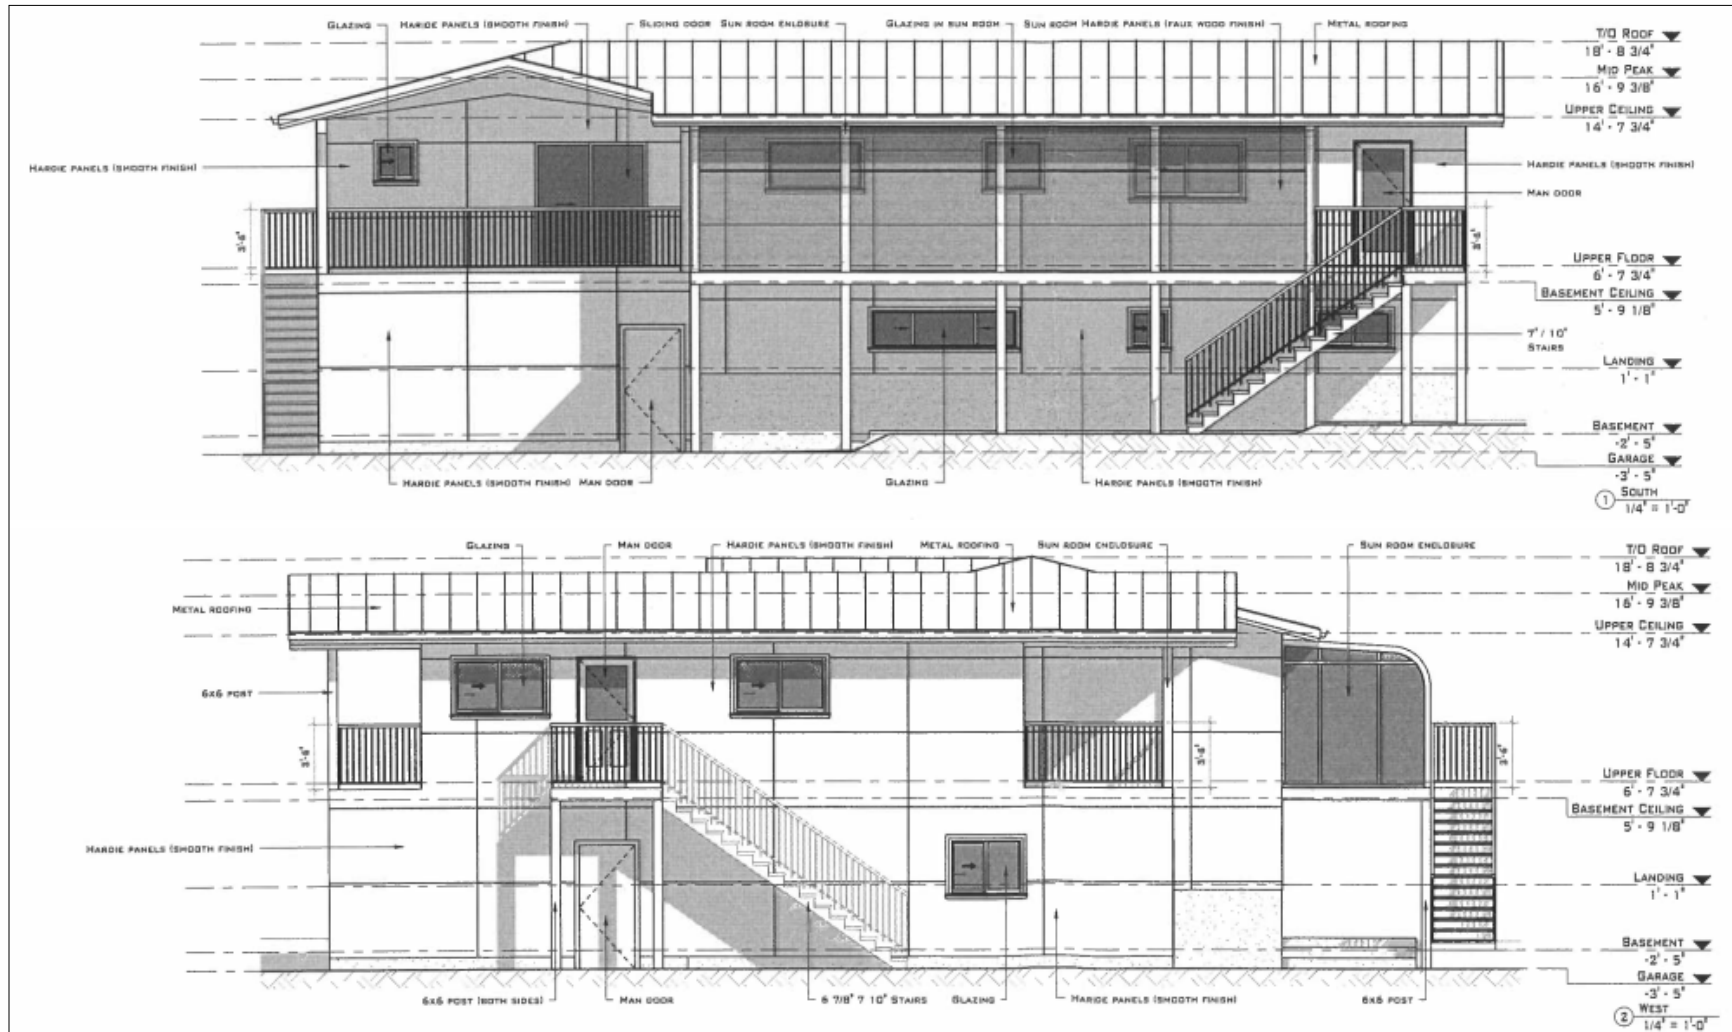 GLAZING
HARIDE PANELS (SMOOTH FINISH)
SLIDING DOOR
SUN ROOM ENLOSURE
GLAZING IN SUN ROOM
SUN ROOM HARDIE PANELS (FAUX WOOD FINISH)
METAL ROOFING
T/O ROOF
18' - 8 3/4"
MID PEAK
16' - 9 3/8"
UPPER CEILING
14' - 7 3/4"
HARDIE PANELS (SMOOTH FINISH)
HARDIE PANELS (SMOOTH FINISH)
MAN DOOR
3'-6"
3'-6"
UPPER FLOOR
6' - 7 3/4"
BASEMENT CEILING
5' - 9 1/8"
7" / 10"
STAIRS
LANDING
1' - 1"
BASEMENT
-2' - 5"
GARAGE
-3' - 5"
HARDIE PANELS (SMOOTH FINISH)
MAN DOOR
GLAZING
HARDIE PANELS (SMOOTH FINISH)
1
SOUTH
1/4" = 1'-0"
GLAZING
MAN DOOR
HARDIE PANELS (SMOOTH FINISH)
METAL ROOFING
SUN ROOM ENCLOSURE
SUN ROOM ENCLOSURE
T/O ROOF
18' - 8 3/4"
MID PEAK
16' - 9 3/8"
METAL ROOFING
UPPER CEILING
14' - 7 3/4"
6X6 POST
3'-6"
3'-6"
3'-6"
UPPER FLOOR
6' - 7 3/4"
BASEMENT CEILING
5' - 9 1/8"
HARDIE PANELS (SMOOTH FINISH)
LANDING
1' - 1"
BASEMENT
-2' - 5"
GARAGE
-3' - 5"
6X6 POST (BOTH SIDES)
MAN DOOR
6 7/8" 7 10" STAIRS
GLAZING
HARIDE PANELS (SMOOTH FINISH)
6X6 POST
2
WEST
1/4" = 1'-0"